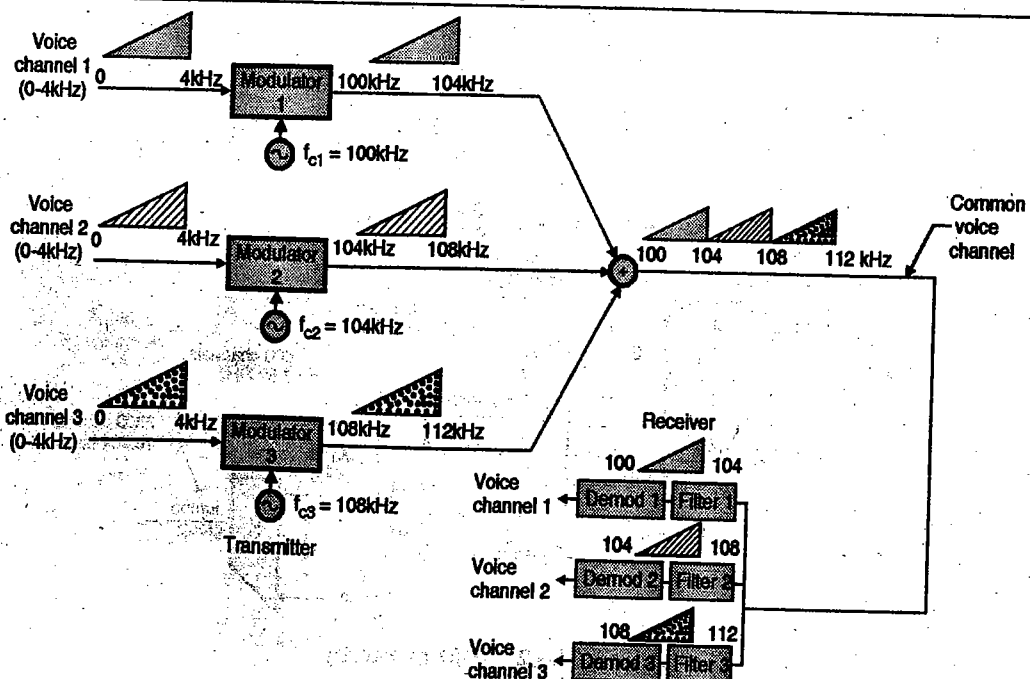 Voice
channel 1
(0-4kHz)
0
4kHz
Modulator
1
100kHz
104kHz
fc1 = 100kHz
Voice
channel 2
(0-4kHz)
0
4kHz
Modulator
2
104kHz
108kHz
fc2 = 104kHz
Voice
channel 3
(0-4kHz)
0
4kHz
Modulator
3
108kHz
112kHz
fc3 = 108kHz
Transmitter
+
100 104 108 112 kHz
Common
voice
channel
Receiver
100 104
Voice
channel 1
Demod 1 Filter 1
104 108
Voice
channel 2
Demod 2 Filter 2
108 112
Voice
channel 3
Demod 3 Filter 3